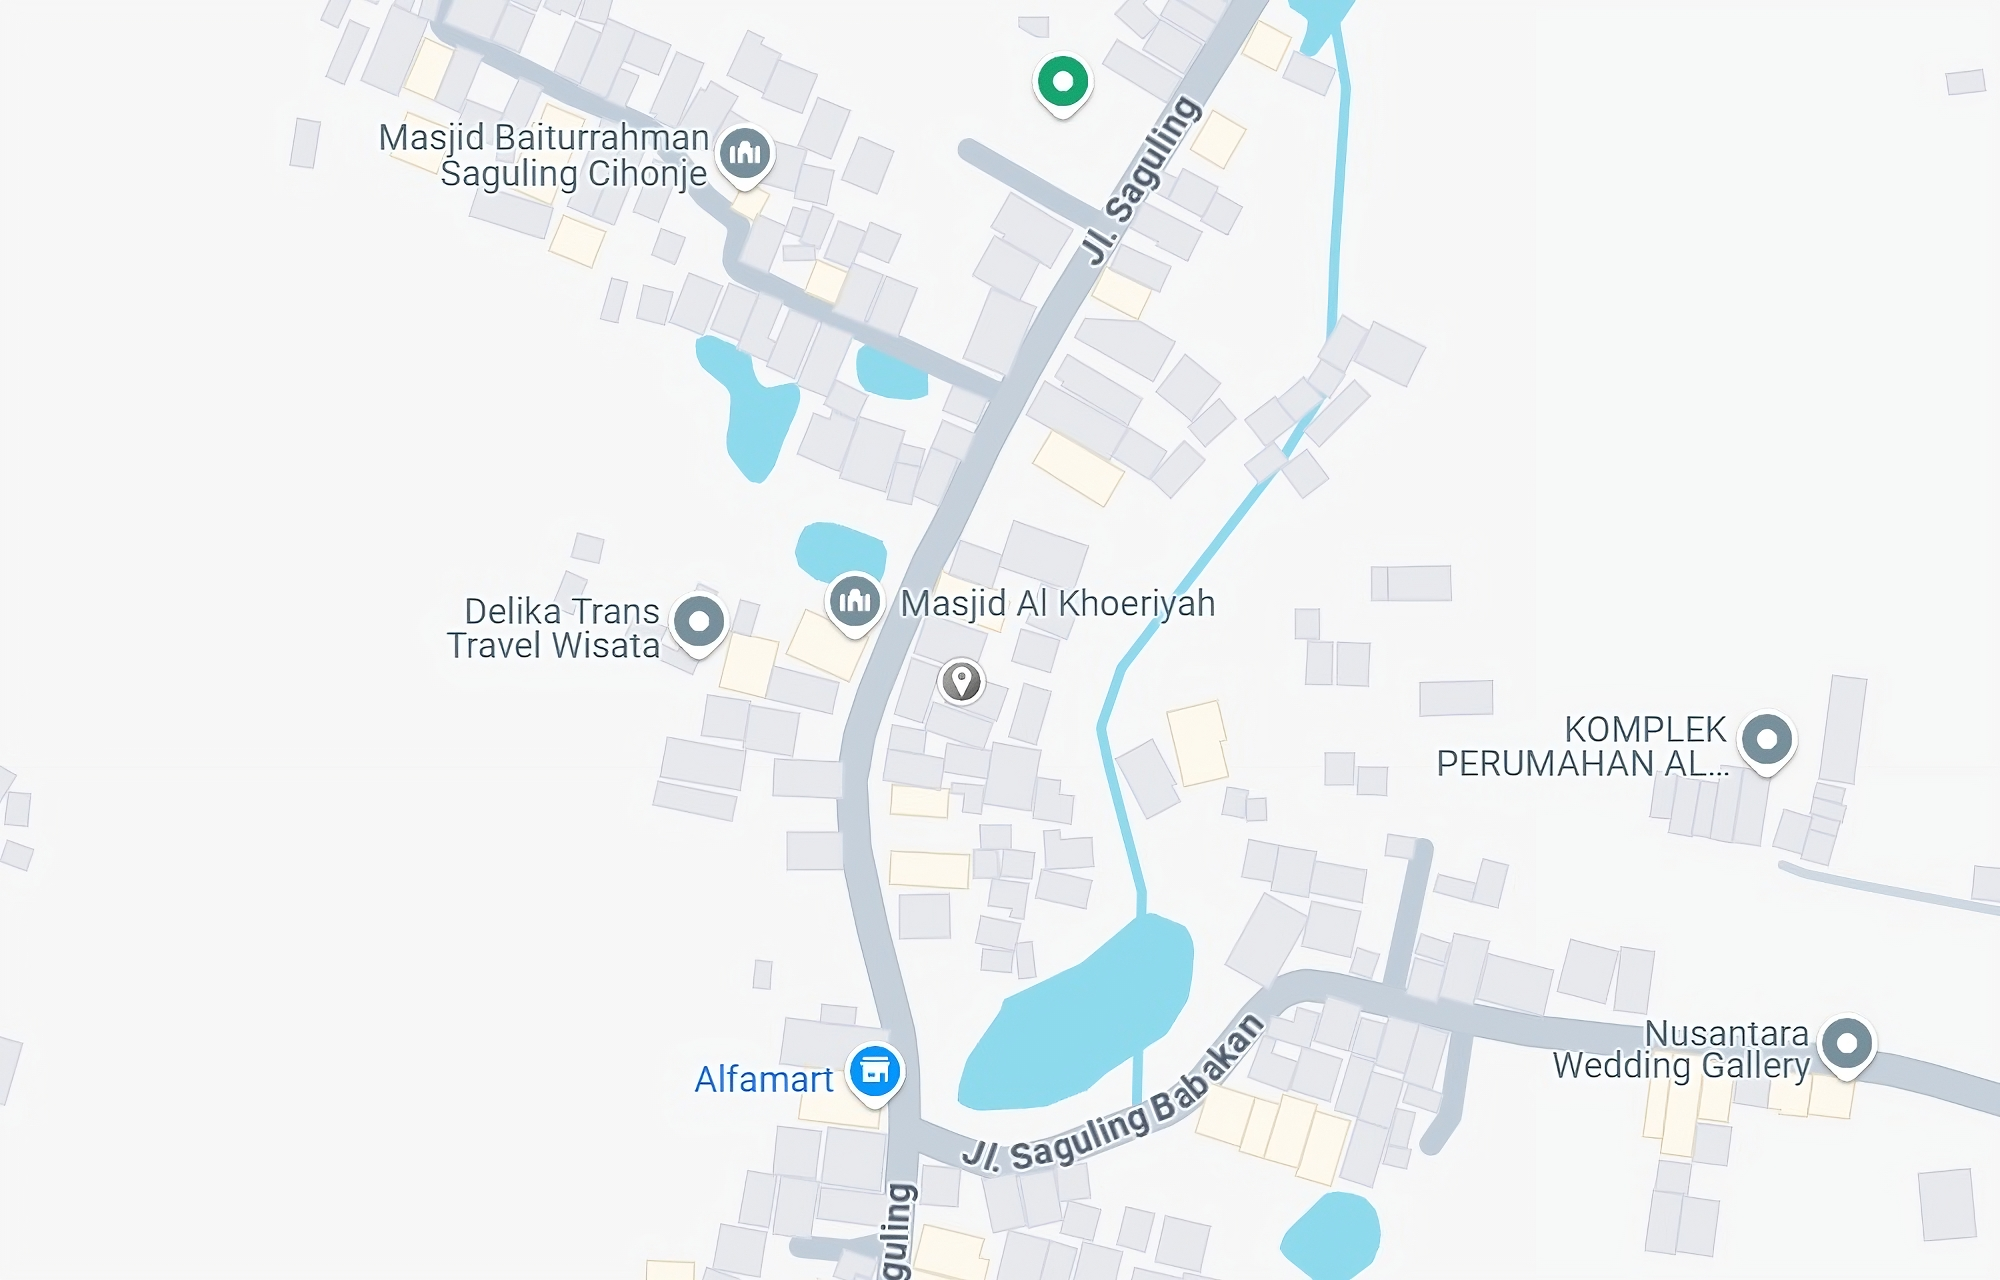 Masjid Baiturrahman
Saguling Cihonje
Jl. Saguling
Delika Trans
Travel Wisata
Masjid Al Khoeriyah
KOMPLEK
PERUMAHAN AL...
Nusantara
Wedding Gallery
Alfamart
Jl. Saguling Babakan
guling